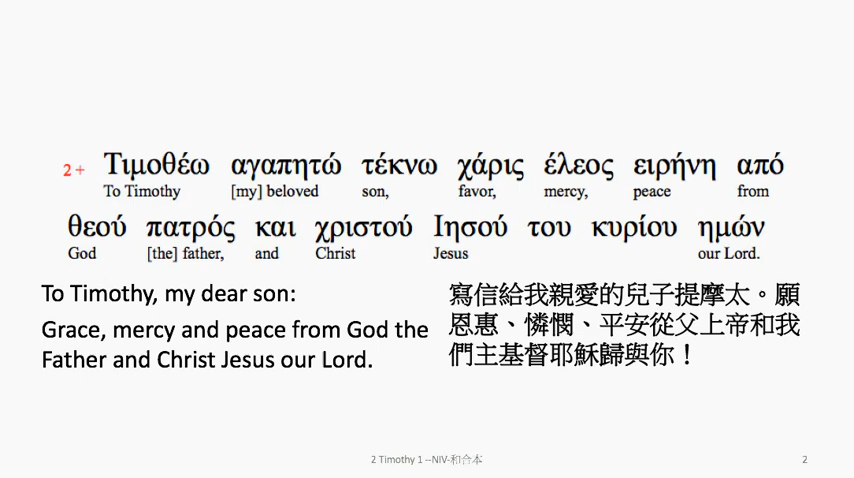 2 + Τιμοθέω αγαπητώ τέκνω χάρις έλεος ειρήνη από
To Timothy [my] beloved son, favor, mercy, peace from
θεού πατρός και χριστού Ιησού του κυρίου ημών
God [the] father, and Christ Jesus our Lord.
To Timothy, my dear son:
Grace, mercy and peace from God the
Father and Christ Jesus our Lord.
寫信給我親愛的兒子提摩太。願
恩惠、憐憫、平安從父上帝和我
們主基督耶穌歸與你！
2 Timothy 1 --NIV-和合本
2